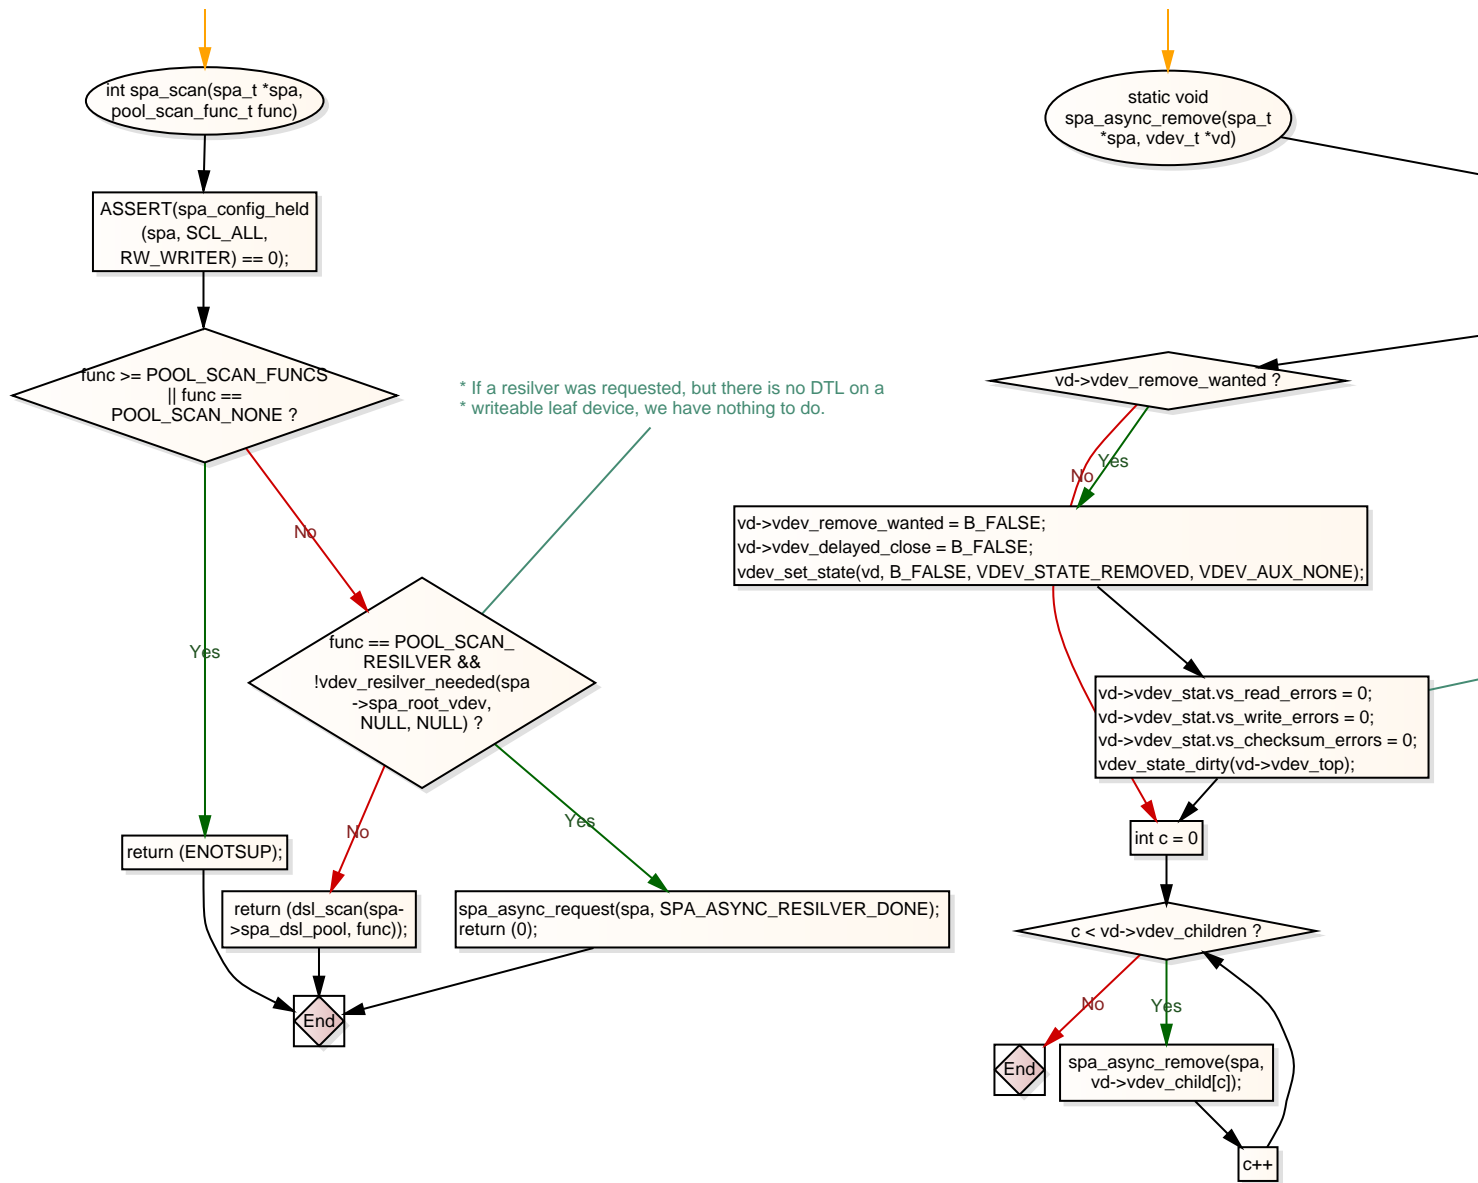 int spa_scan(spa_t *spa,
pool_scan_func_t func)
ASSERT(spa_config_held
(spa, SCL_ALL,
RW_WRITER) == 0);
func >= POOL_SCAN_FUNCS
|| func ==
POOL_SCAN_NONE ?
* If a resilver was requested, but there is no DTL on a
* writeable leaf device, we have nothing to do.
No
func == POOL_SCAN_
RESILVER &&
!vdev_resilver_needed(spa
->spa_root_vdev,
NULL, NULL) ?
Yes
No
Yes
return (ENOTSUP);
return (dsl_scan(spa-
>spa_dsl_pool, func));
spa_async_request(spa, SPA_ASYNC_RESILVER_DONE);
return (0);
End
static void
spa_async_remove(spa_t
*spa, vdev_t *vd)
vd->vdev_remove_wanted ?
Yes
No
vd->vdev_remove_wanted = B_FALSE;
vd->vdev_delayed_close = B_FALSE;
vdev_set_state(vd, B_FALSE, VDEV_STATE_REMOVED, VDEV_AUX_NONE);
vd->vdev_stat.vs_read_errors = 0;
vd->vdev_stat.vs_write_errors = 0;
vd->vdev_stat.vs_checksum_errors = 0;
vdev_state_dirty(vd->vdev_top);
int c = 0
c < vd->vdev_children ?
No
Yes
End
spa_async_remove(spa,
vd->vdev_child[c]);
c++